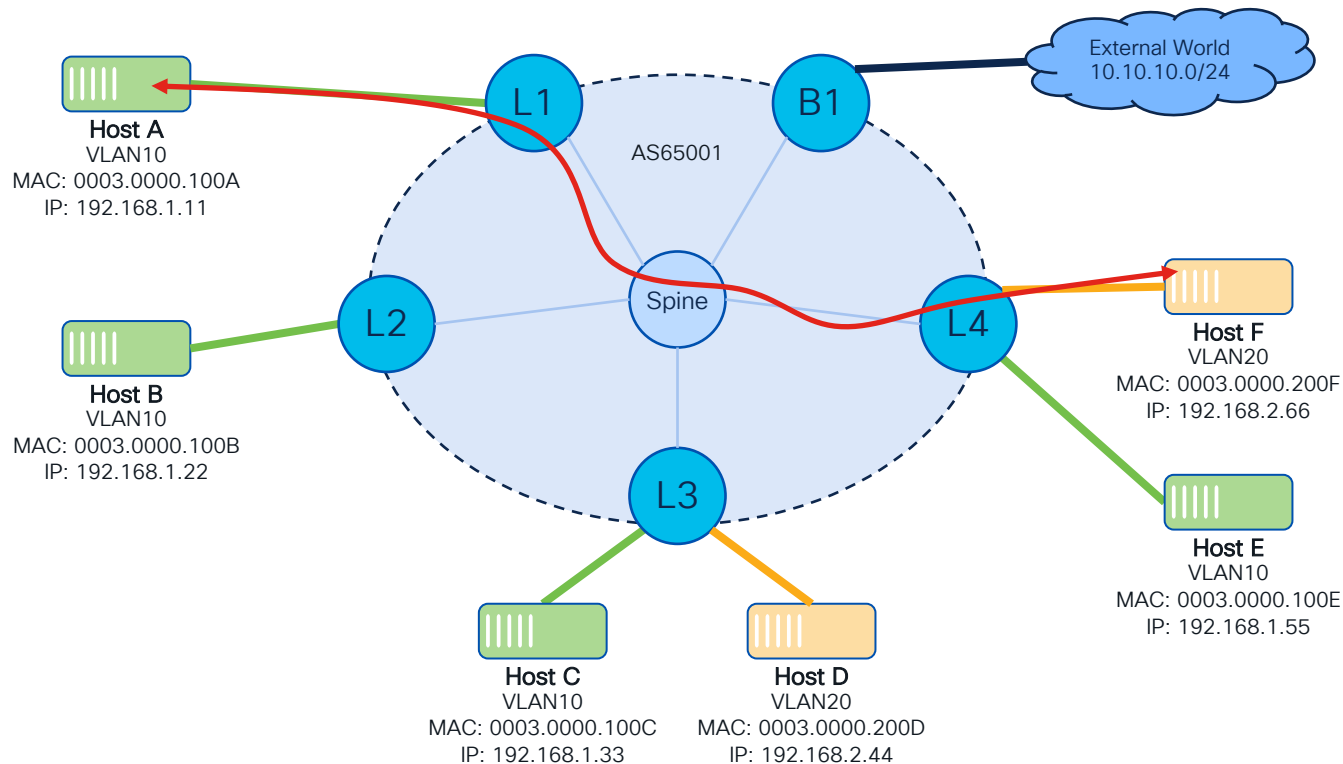 External World
10.10.10.0/24
L1
B1
AS65001
Host A
VLAN10
MAC: 0003.0000.100A
IP: 192.168.1.11
Spine
L2
L4
Host F
VLAN20
MAC: 0003.0000.200F
IP: 192.168.2.66
Host B
VLAN10
MAC: 0003.0000.100B
IP: 192.168.1.22
L3
Host E
VLAN10
MAC: 0003.0000.100E
IP: 192.168.1.55
Host C
VLAN10
MAC: 0003.0000.100C
IP: 192.168.1.33
Host D
VLAN20
MAC: 0003.0000.200D
IP: 192.168.2.44